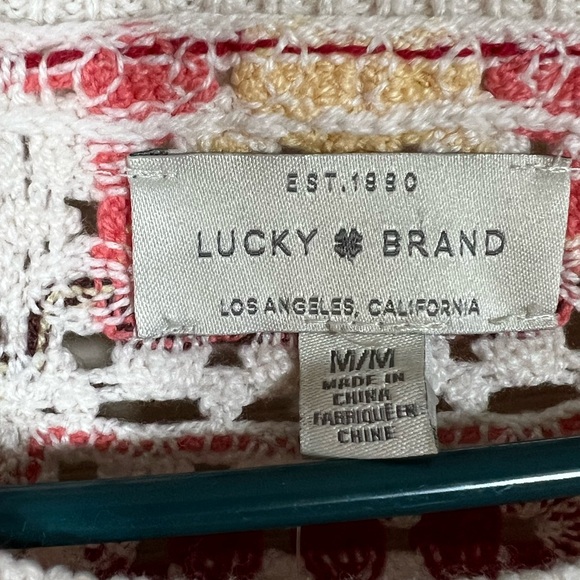 EST.1990
LUCKY BRAND
LOS ANGELES, CALIFORNIA
M/M
MADE IN
CHINA
FABRIQUÉ EN
CHINE